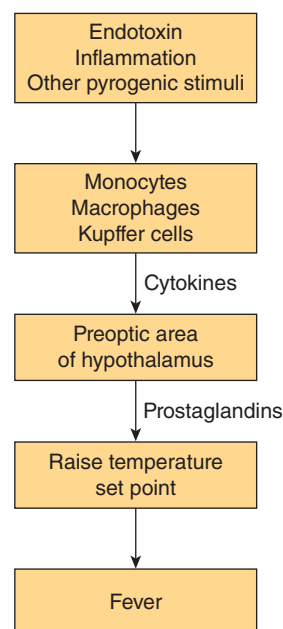 Endotoxin
Inflammation
Other pyrogenic stimuli
Monocytes
Macrophages
Kupffer cells
Cytokines
Preoptic area
of hypothalamus
Prostaglandins
Raise temperature
set point
Fever